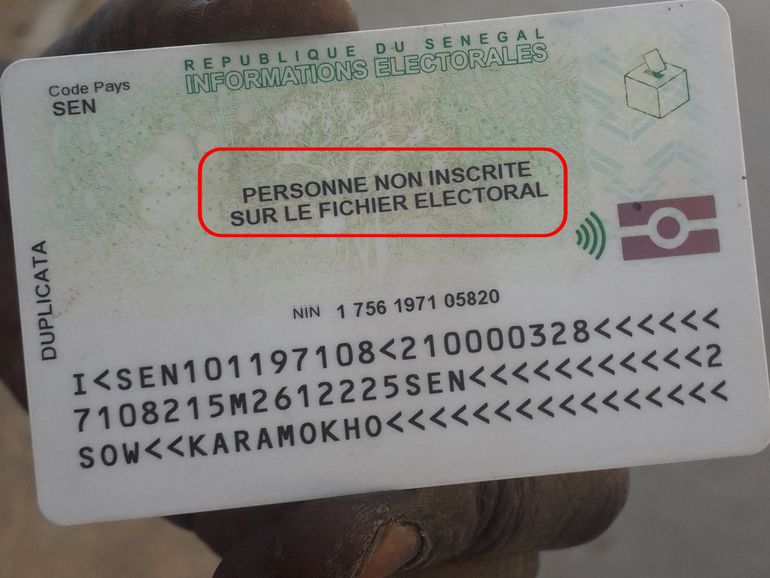 REPUBLIQUE DU SENEGAL
INFORMATIONS ELECTORALES
Code Pays
SEN
PERSONNE NON INSCRITE
SUR LE FICHIER ELECTORAL
DUPLICATA
NIN 1 756 1971 05820
I<SEN101197108<210000328<<<<<<
7108215M2612225SEN<<<<<<<<<<<2
SOW<<KARAMOKHO<<<<<<<<<<<<<<<<